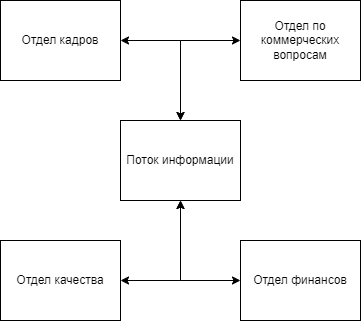 Отдел кадров
Отдел по
коммерческих
вопросам
Поток информации
Отдел качества
Отдел финансов